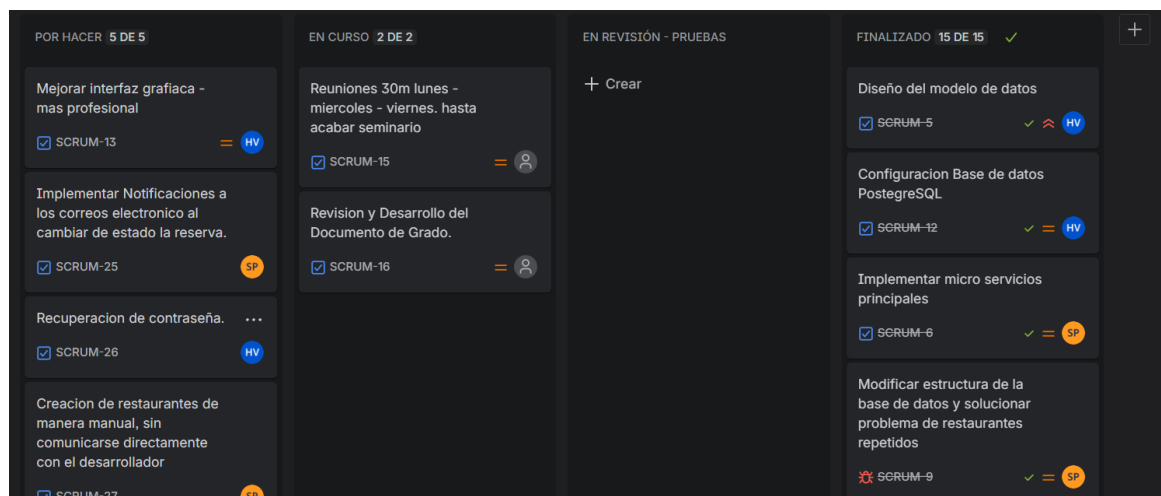 POR HACER 5 DE 5
Mejorar interfaz grafiaca -
mas profesional
SCRUM-13
HV
Implementar Notificaciones a
los correos electronico al
cambiar de estado la reserva.
SCRUM-25
SP
Recuperacion de contraseña.
SCRUM-26
HV
Creacion de restaurantes de
manera manual, sin
comunicarse directamente
con el desarrollador
SCRUM-27
SP
EN CURSO 2 DE 2
Reuniones 30m lunes -
miercoles - viernes. hasta
acabar seminario
SCRUM-15
Revision y Desarrollo del
Documento de Grado.
SCRUM-16
EN REVISIÓN - PRUEBAS
Crear
FINALIZADO 15 DE 15
Diseño del modelo de datos
SCRUM-5
HV
Configuracion Base de datos
PostegreSQL
SCRUM-12
HV
Implementar micro servicios
principales
SCRUM-6
SP
Modificar estructura de la
base de datos y solucionar
problema de restaurantes
repetidos
SCRUM-9
SP